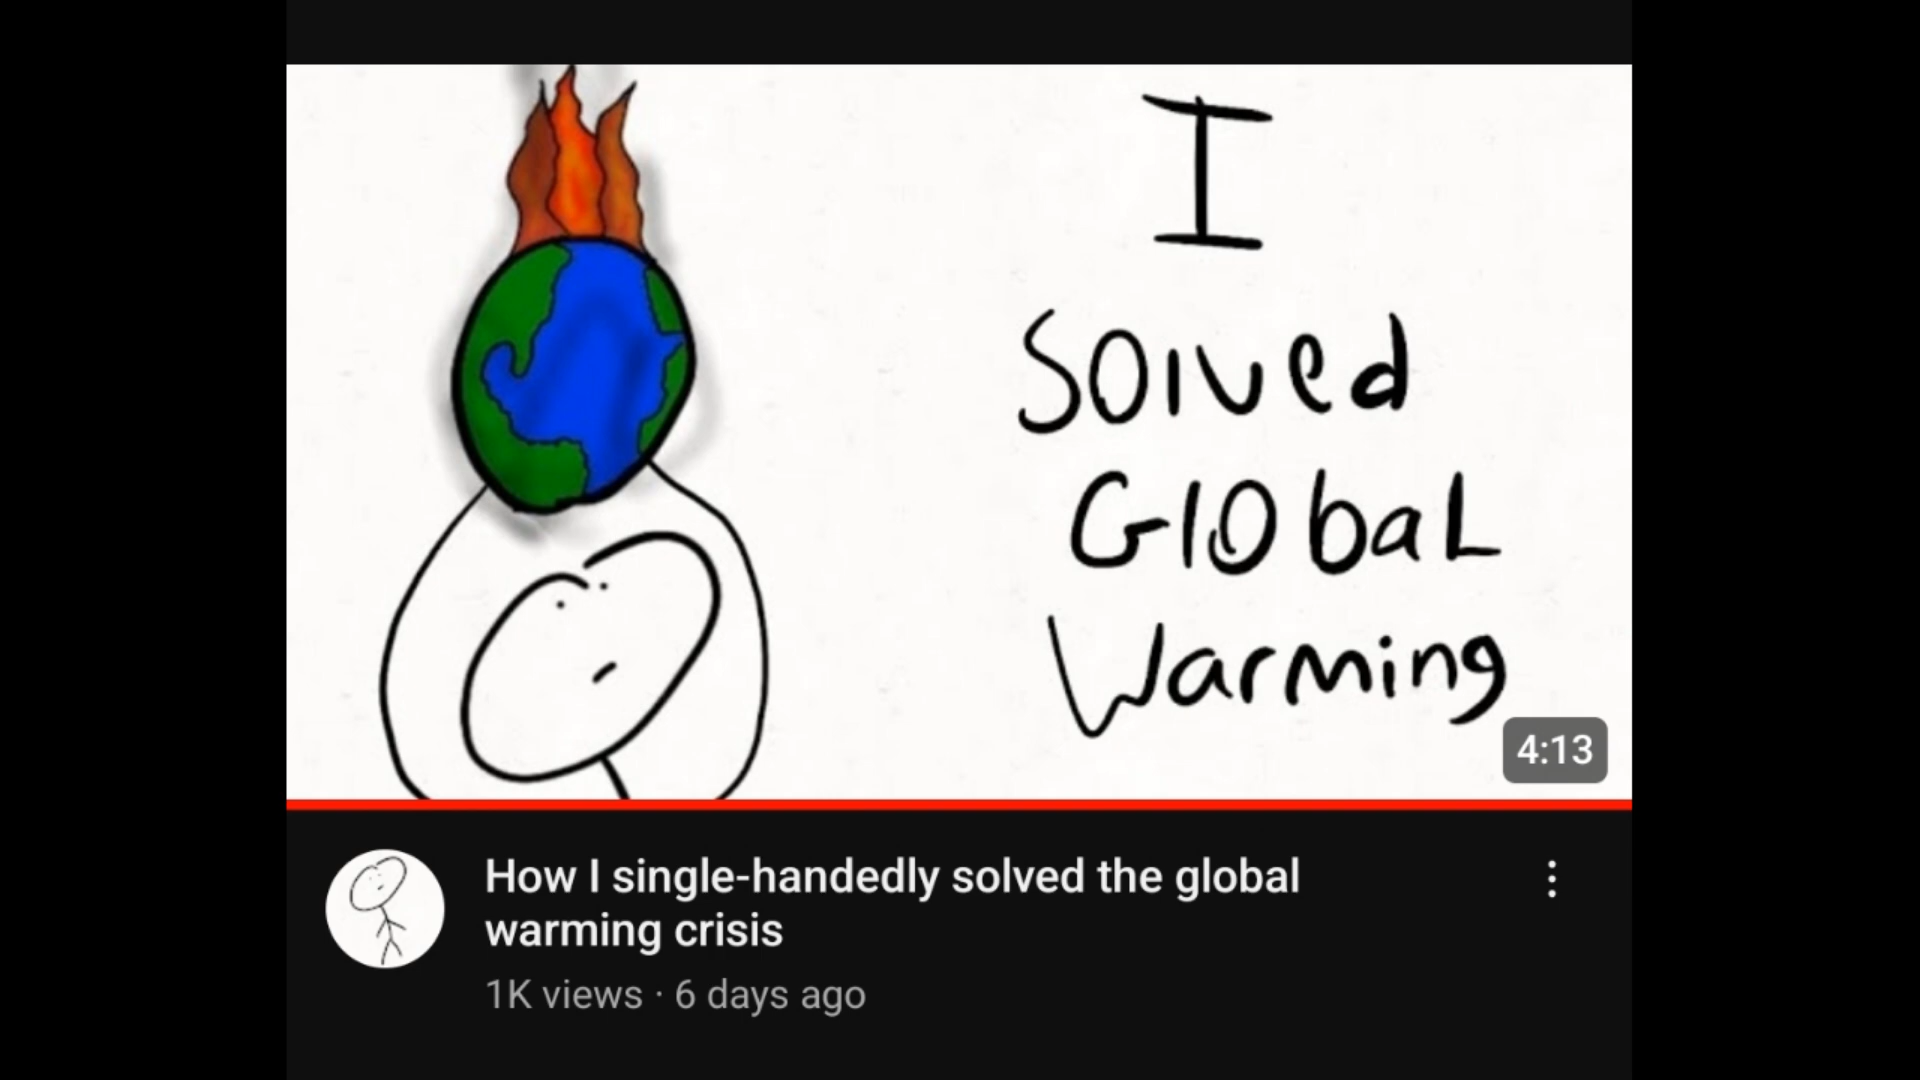 I
Solved
GlObaL
Warming
4:13
How I single-handedly solved the global
warming crisis
1K views · 6 days ago